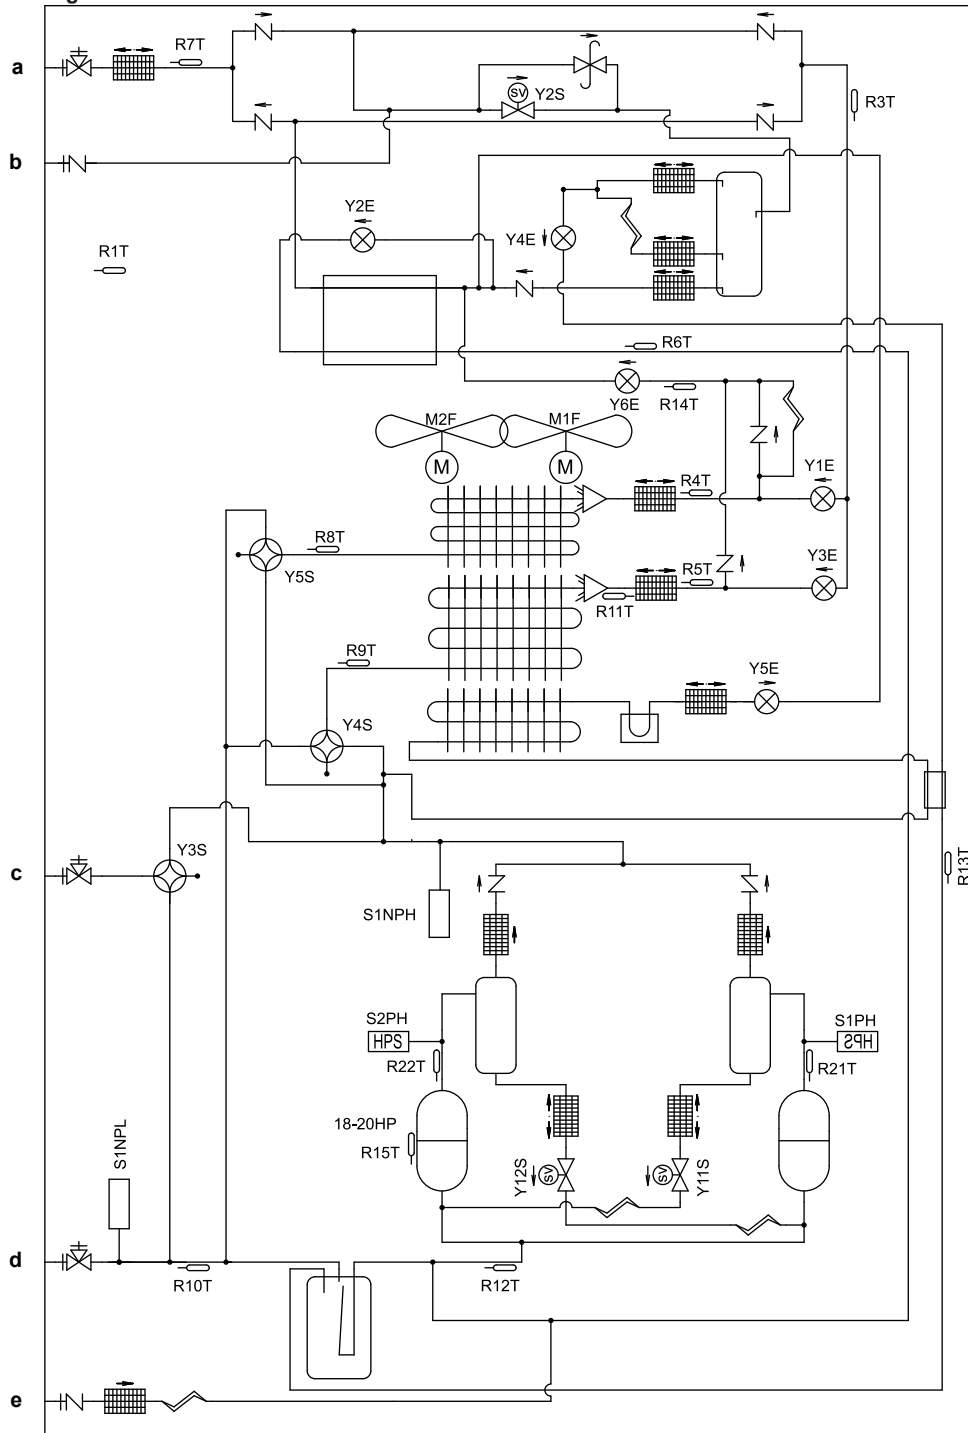 a
R7T
SV
Y2S
R3T
b
Y2E
Y4E
R1T
R6T
Y6E
R14T
M2F
M1F
M
M
R4T
Y1E
R8T
Y5S
R5T
Y3E
R11T
R9T
Y5E
Y4S
c
Y3S
R13T
S1NPH
S2PH
HPS
S1PH
HPS
R22T
R21T
18-20HP
R15T
S1NPL
Y12S
SV
SV
Y11S
d
R10T
R12T
e